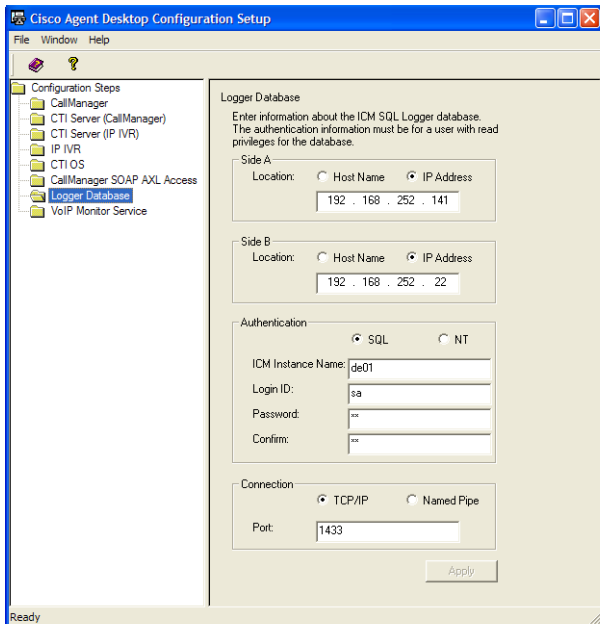 Cisco Agent Desktop Configuration Setup
File Window Help
Configuration Steps
CallManager
CTI Server (CallManager)
CTI Server (IP IVR)
IP IVR
CTI OS
CallManager SOAP AXL Access
Logger Database
VoIP Monitor Service
Logger Database
Enter information about the ICM SQL Logger database.
The authentication information must be for a user with read
privileges for the database.
Side A
Location: Host Name IP Address
192 . 168 . 252 . 141
Side B
Location: Host Name IP Address
192 . 168 . 252 . 22
Authentication
SQL NT
ICM Instance Name: de01
Login ID: sa
Password: **
Confirm: **
Connection
TCP/IP Named Pipe
Port: 1433
Apply
Ready